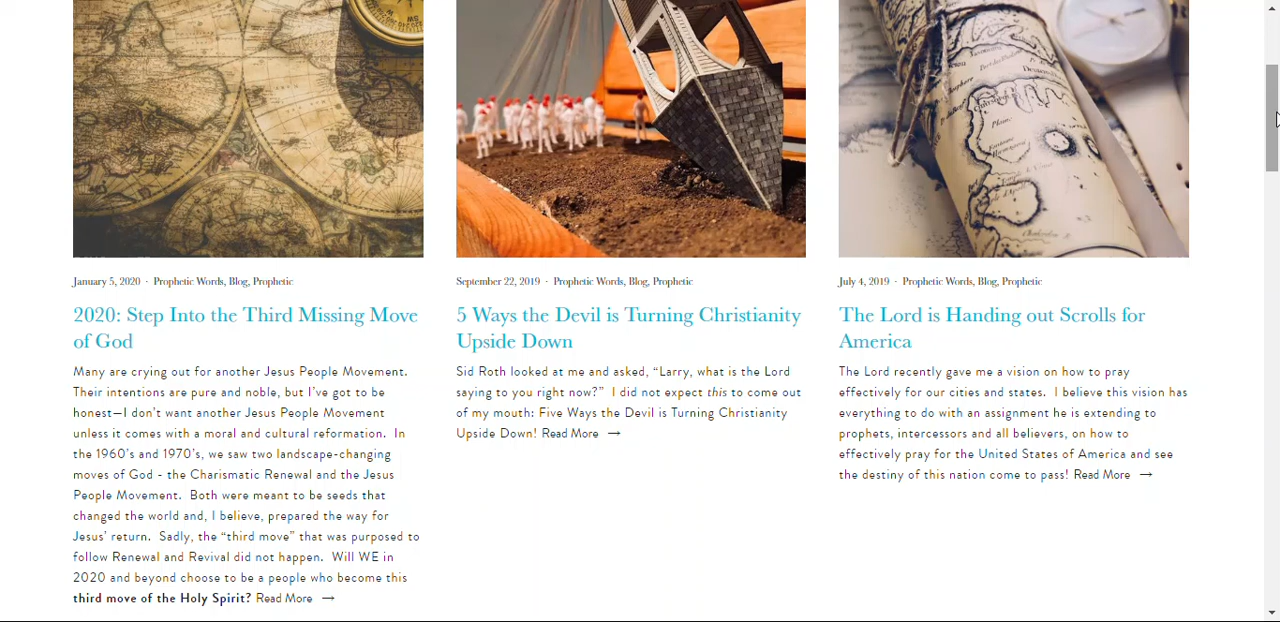 January 5, 2020 · Prophetic Words, Blog, Prophetic
2020: Step Into the Third Missing Move
of God
Many are crying out for another Jesus People Movement.
Their intentions are pure and noble, but I've got to be
honest—I don't want another Jesus People Movement
unless it comes with a moral and cultural reformation. In
the 1960's and 1970's, we saw two landscape-changing
moves of God - the Charismatic Renewal and the Jesus
People Movement. Both were meant to be seeds that
changed the world and, I believe, prepared the way for
Jesus' return. Sadly, the “third move” that was purposed to
follow Renewal and Revival did not happen. Will WE in
2020 and beyond choose to be a people who become this
third move of the Holy Spirit? Read More →
September 22, 2019 · Prophetic Words, Blog, Prophetic
5 Ways the Devil is Turning Christianity
Upside Down
Sid Roth looked at me and asked, “Larry, what is the Lord
saying to you right now?” I did not expect this to come out
of my mouth: Five Ways the Devil is Turning Christianity
Upside Down! Read More →
July 4, 2019 · Prophetic Words, Blog, Prophetic
The Lord is Handing out Scrolls for
America
The Lord recently gave me a vision on how to pray
effectively for our cities and states. I believe this vision has
everything to do with an assignment he is extending to
prophets, intercessors and all believers, on how to
effectively pray for the United States of America and see
the destiny of this nation come to pass! Read More →